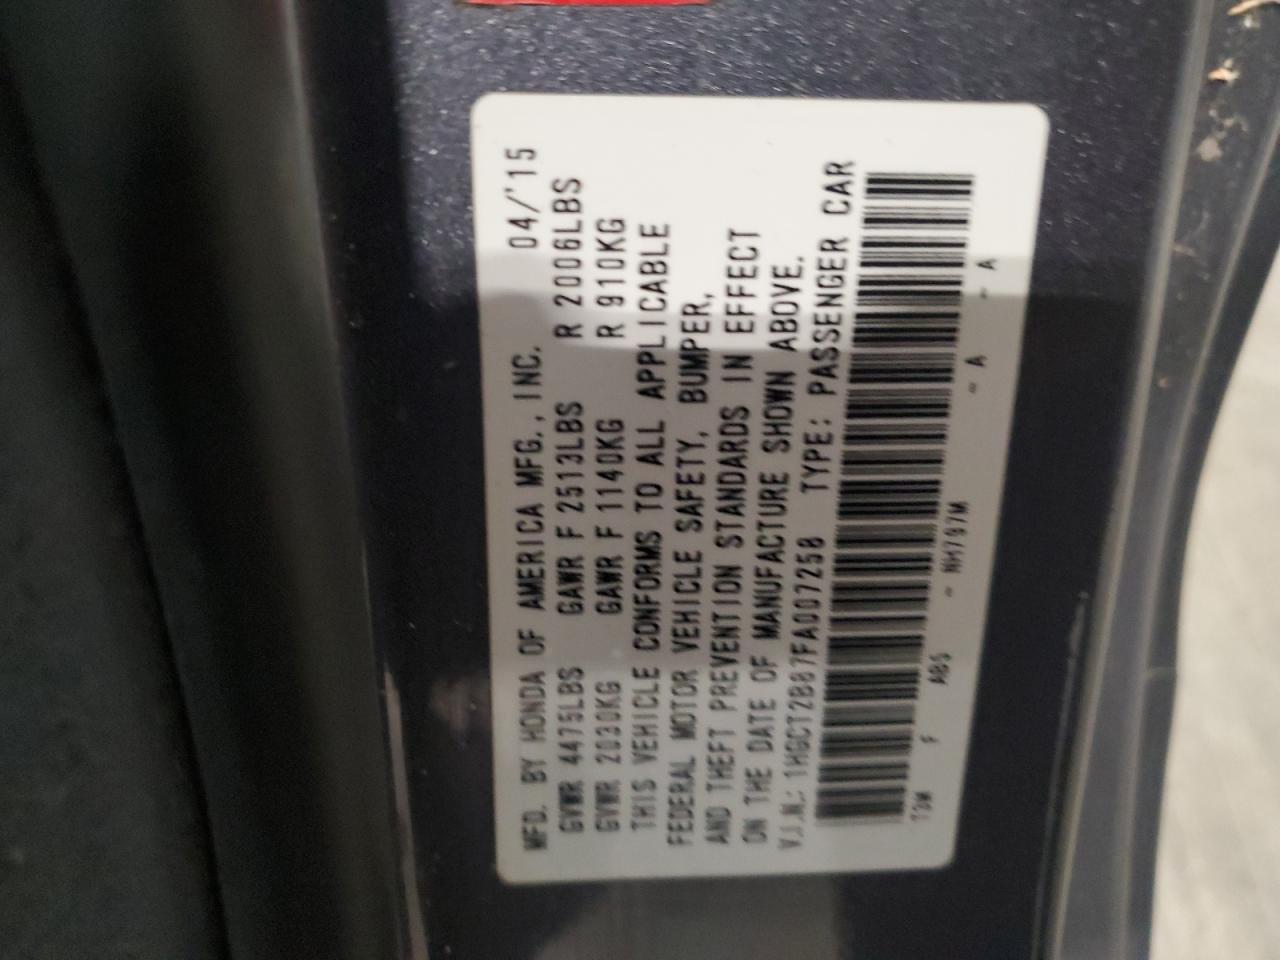 MFD. BY HONDA OF AMERICA MFG., INC. 04/'15
GVWR 4475LBS GAWR F 2513LBS R 2006LBS
GVWR 2030KG GAWR F 1140KG R 910KG
THIS VEHICLE CONFORMS TO ALL APPLICABLE
FEDERAL MOTOR VEHICLE SAFETY, BUMPER,
AND THEFT PREVENTION STANDARDS IN EFFECT
ON THE DATE OF MANUFACTURE SHOWN ABOVE.
V.I.N.: 1HGCT2B87FA007258 TYPE: PASSENGER CAR
T3M F AB5 - NH797M - A - A